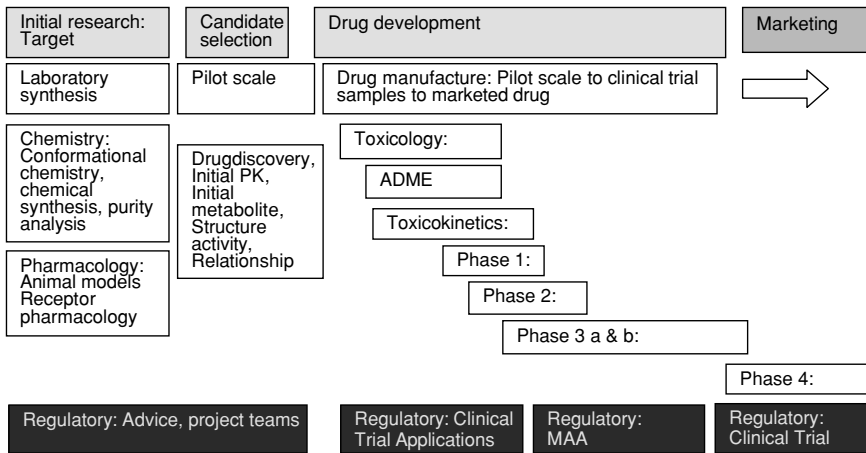 Initial research:
Target
Candidate
selection
Drug development
Marketing
Laboratory
synthesis
Pilot scale
Drug manufacture: Pilot scale to clinical trial
samples to marketed drug
Chemistry:
Conformational
chemistry,
chemical
synthesis, purity
analysis
Drugdiscovery,
Initial PK,
Initial
metabolite,
Structure
activity,
Relationship
Toxicology:
ADME
Toxicokinetics:
Pharmacology:
Animal models
Receptor
pharmacology
Phase 1:
Phase 2:
Phase 3 a & b:
Phase 4:
Regulatory: Advice, project teams
Regulatory: Clinical
Trial Applications
Regulatory:
MAA
Regulatory:
Clinical Trial